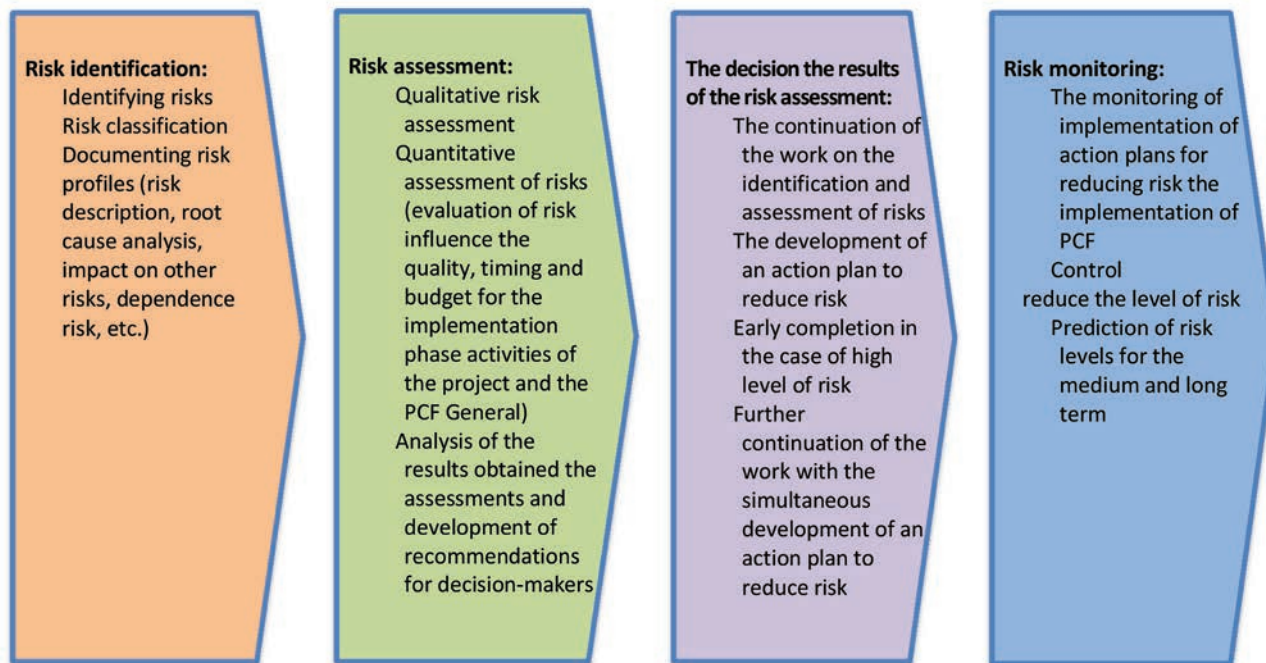 Risk identification:
Identifying risks
Risk classification
Documenting risk
profiles (risk
description, root
cause analysis,
impact on other
risks, dependence
risk, etc.)
Risk assessment:
Qualitative risk
assessment
Quantitative
assessment of risks
(evaluation of risk
influence the
quality, timing and
budget for the
implementation
phase activities of
the project and the
PCF General)
Analysis of the
results obtained the
assessments and
development of
recommendations
for decision-makers
The decision the results
of the risk assessment:
The continuation of
the work on the
identification and
assessment of risks
The development of
an action plan to
reduce risk
Early completion in
the case of high
level of risk
Further
continuation of the
work with the
simultaneous
development of an
action plan to
reduce risk
Risk monitoring:
The monitoring of
implementation of
action plans for
reducing risk the
implementation of
PCF
Control
reduce the level of risk
Prediction of risk
levels for the
medium and long
term